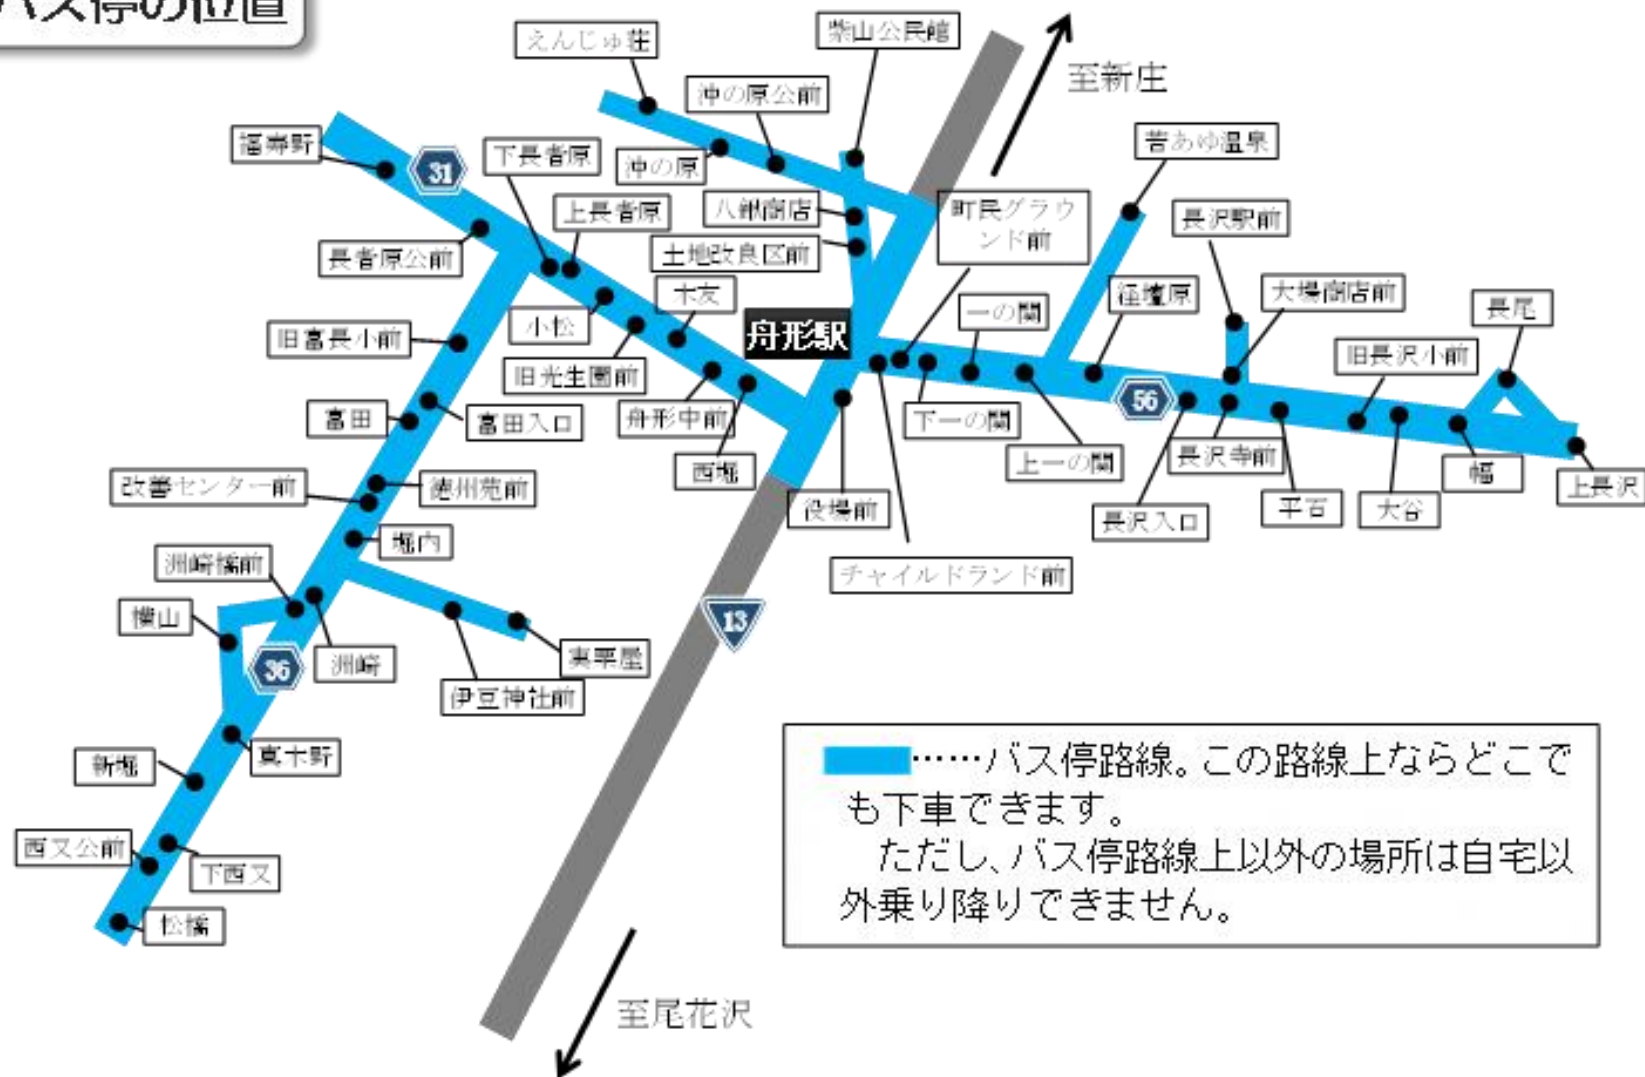 バス停の位置
えんじゅ荘
柴山公民館
至新庄
沖の原公前
福寿野
31
下長者原
沖の原
若あゆ温泉
上長者原
八鍬商店
町民グラウ
ンド前
長沢駅前
長者原公前
土地改良区前
木友
経壇原
大場商店前
一の関
長尾
旧富長小前
小松
舟形駅
旧長沢小前
旧光生園前
56
富田
富田入口
舟形中前
下一の関
上一の関
長沢寺前
西堀
幅
上長沢
改善センター前
徳州苑前
役場前
長沢入口
平石
大谷
堀内
洲崎橋前
チャイルドランド前
横山
13
洲崎
36
実栗屋
伊豆神社前
新堀
真木野
西又公前
下西又
松橋
……バス停路線。この路線上ならどこで
も下車できます。
ただし、バス停路線上以外の場所は自宅以
外乗り降りできません。
至尾花沢